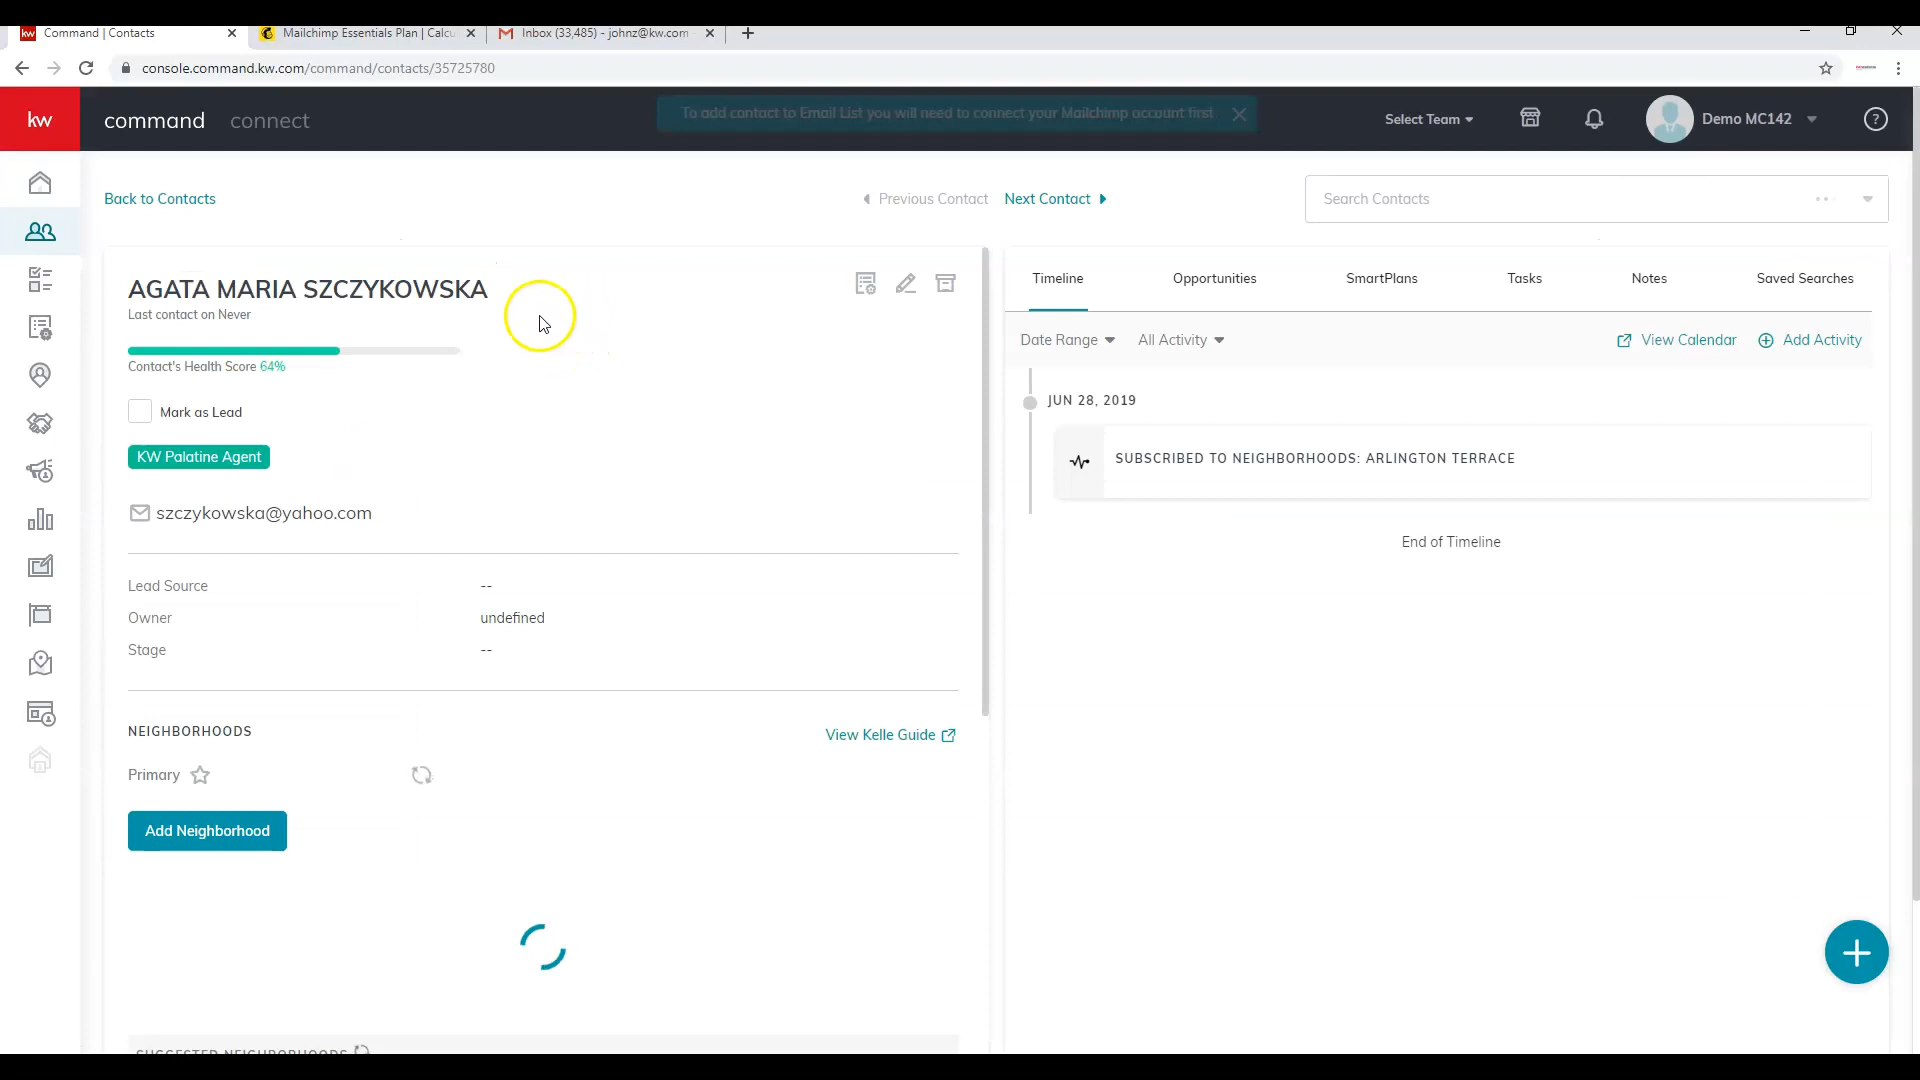 kw Command | Contacts
Mailchimp Essentials Plan | Calcu
Inbox (33,485) - johnz@kw.com
console.command.kw.com/command/contacts/35725780
kw
command
connect
To add contact to Email List you will need to connect your Mailchimp account first
Select Team
Demo MC142
?
Back to Contacts
Previous Contact
Next Contact
Search Contacts
AGATA MARIA SZCZYKOWSKA
Last contact on Never
Contact's Health Score 64%
Mark as Lead
KW Palatine Agent
szczykowska@yahoo.com
Lead Source --
Owner undefined
Stage --
NEIGHBORHOODS
View Kelle Guide
Primary
Add Neighborhood
SUGGESTED NEIGHBORHOODS
Timeline
Opportunities
SmartPlans
Tasks
Notes
Saved Searches
Date Range
All Activity
View Calendar
Add Activity
JUN 28, 2019
SUBSCRIBED TO NEIGHBORHOODS: ARLINGTON TERRACE
End of Timeline